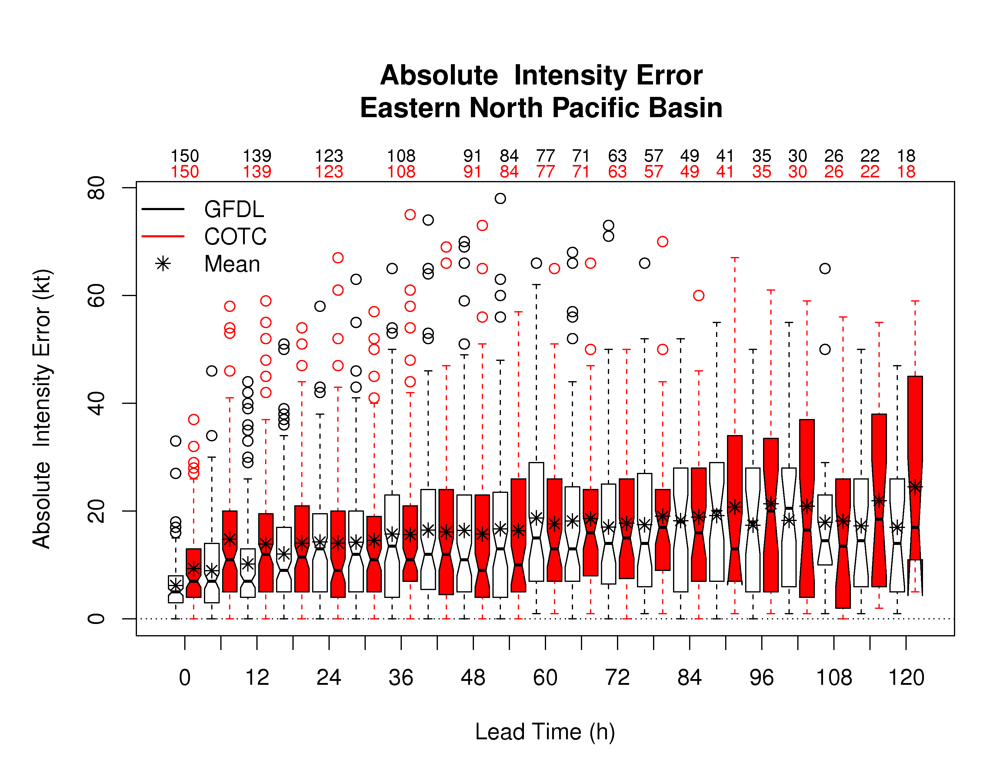 Absolute Intensity Error
Eastern North Pacific Basin
150 139 123 108 91 84 77 71 63 57 49 41 35 30 26 22 18
150 139 123 108 91 84 77 71 63 57 49 41 35 30 26 22 18
GFDL
COTC
Mean
Absolute Intensity Error (kt)
80
60
40
20
0
0 12 24 36 48 60 72 84 96 108 120
Lead Time (h)